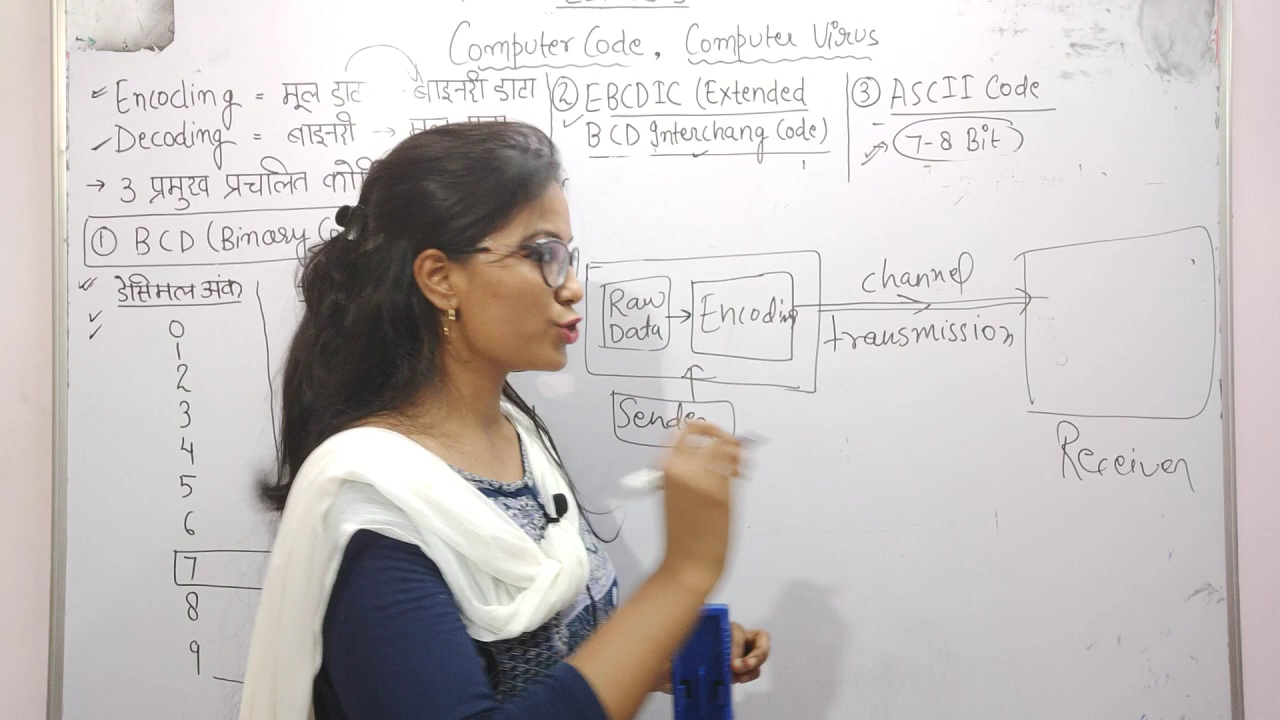 Computer Code, Computer Virus
Encoding = मूल डाट बाइनरी डाटा
Decoding = बाइनरी →
→ 3 प्रमुख प्रचलित
① BCD (Binary
डेसिमल अंक
0
1
2
3
4
5
6
7
8
9
② EBCDIC (Extended
BCD Interchang Code)
③ ASCII Code
7-8 Bit
Raw
Data
Encoding
Sender
channel
transmission
Receiver